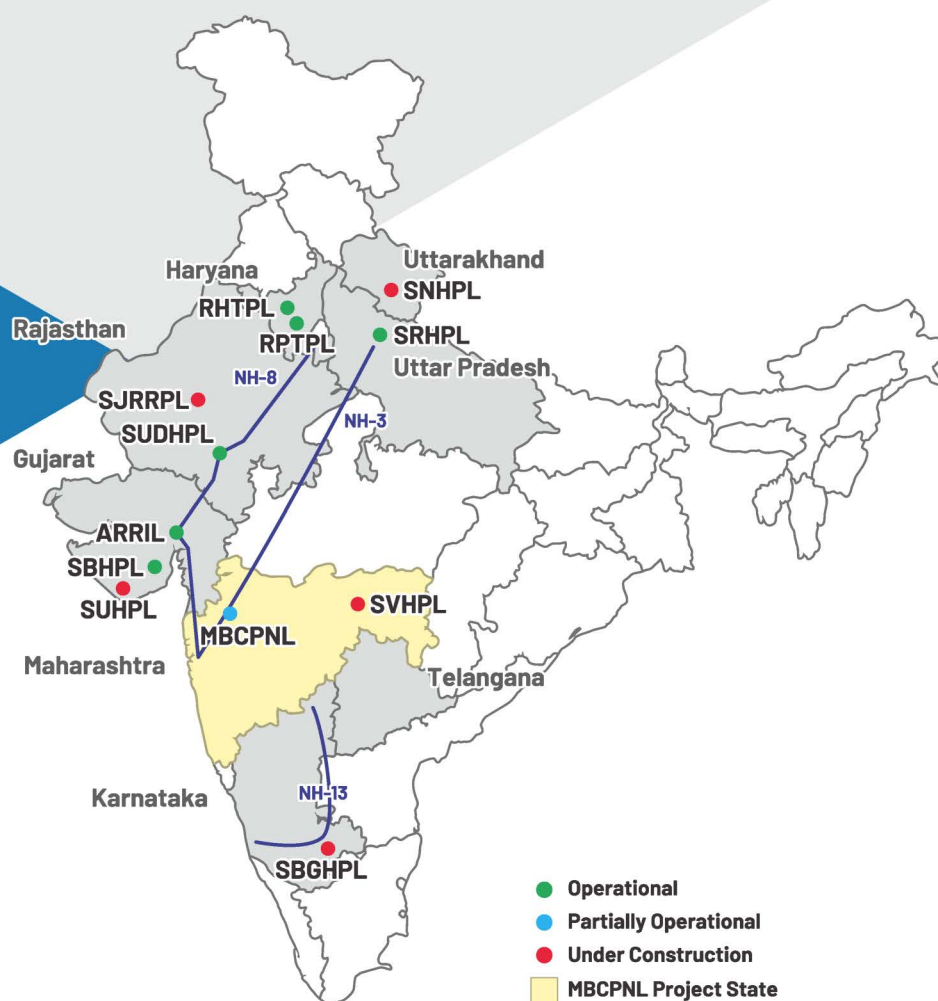 Uttarakhand
Haryana
SNHPL
RHTPL
Rajasthan
RPTPL
SRHPL
Uttar Pradesh
NH-8
SJRRPL
NH-3
SUDHPL
Gujarat
ARRIL
SBHPL
SUHPL
SVHPL
MBCPNL
Maharashtra
Telangana
Karnataka
NH-13
SBGHPL
Operational
Partially Operational
Under Construction
MBCPNL Project State